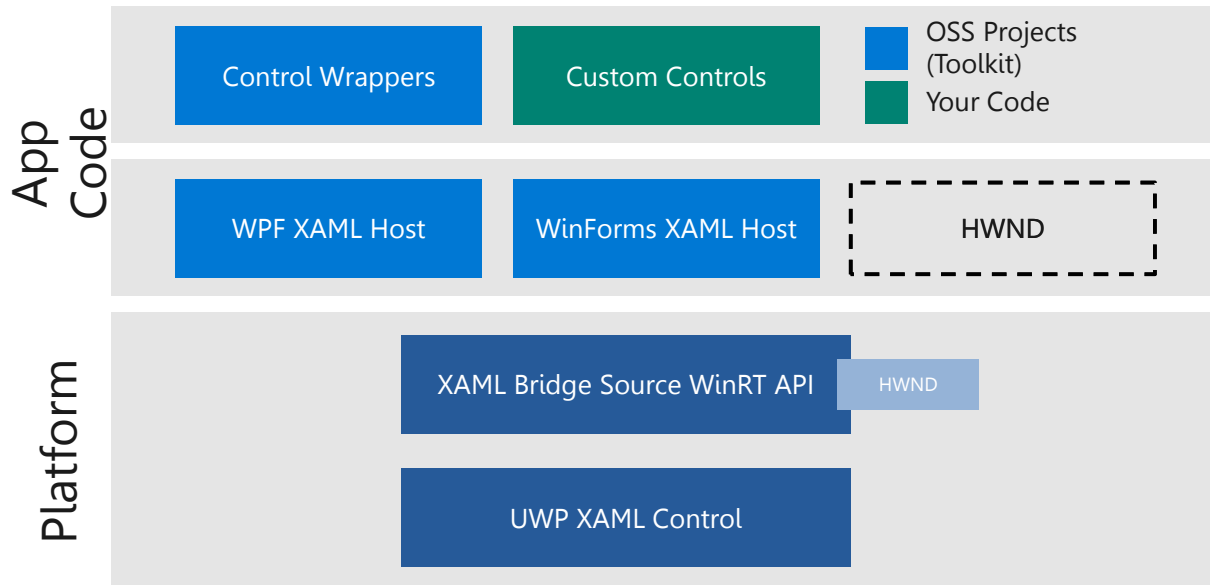 App
Code
Control Wrappers
Custom Controls
OSS Projects
(Toolkit)
Your Code
WPF XAML Host
WinForms XAML Host
HWND
Platform
XAML Bridge Source WinRT API
HWND
UWP XAML Control